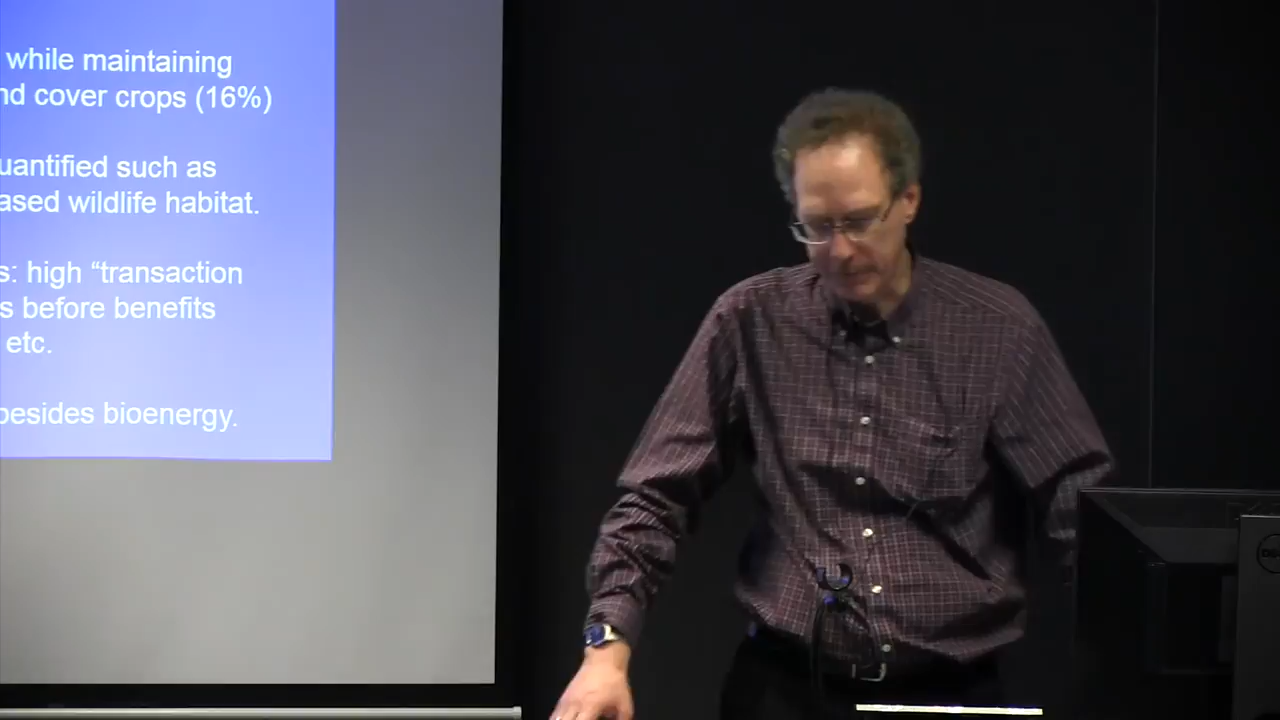 while maintaining
nd cover crops (16%)
uantified such as
ased wildlife habitat.
s: high “transaction
s before benefits
etc.
besides bioenergy.